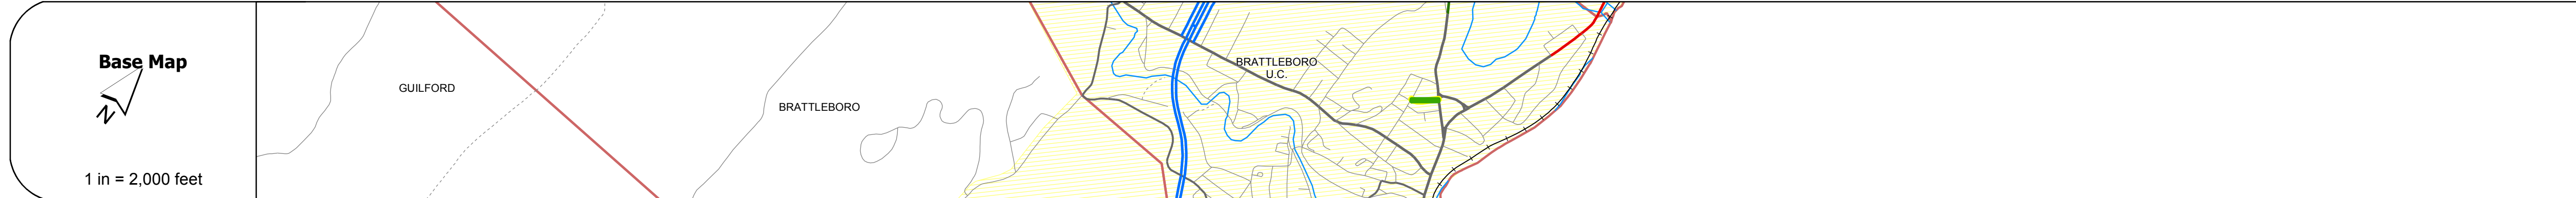 Base Map
N
1 in = 2,000 feet
GUILFORD
BRATTLEBORO
BRATTLEBORO
U.C.